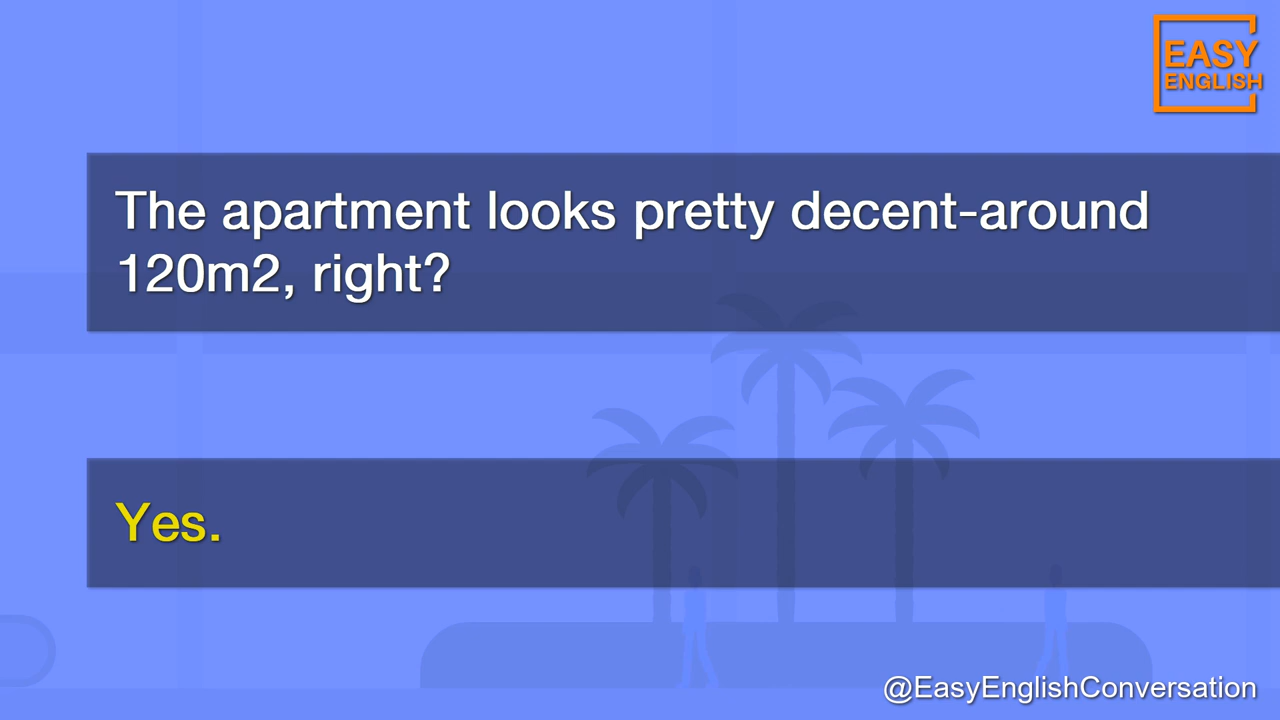 EASY
ENGLISH
The apartment looks pretty decent-around
120m2, right?
Yes.
@EasyEnglishConversation